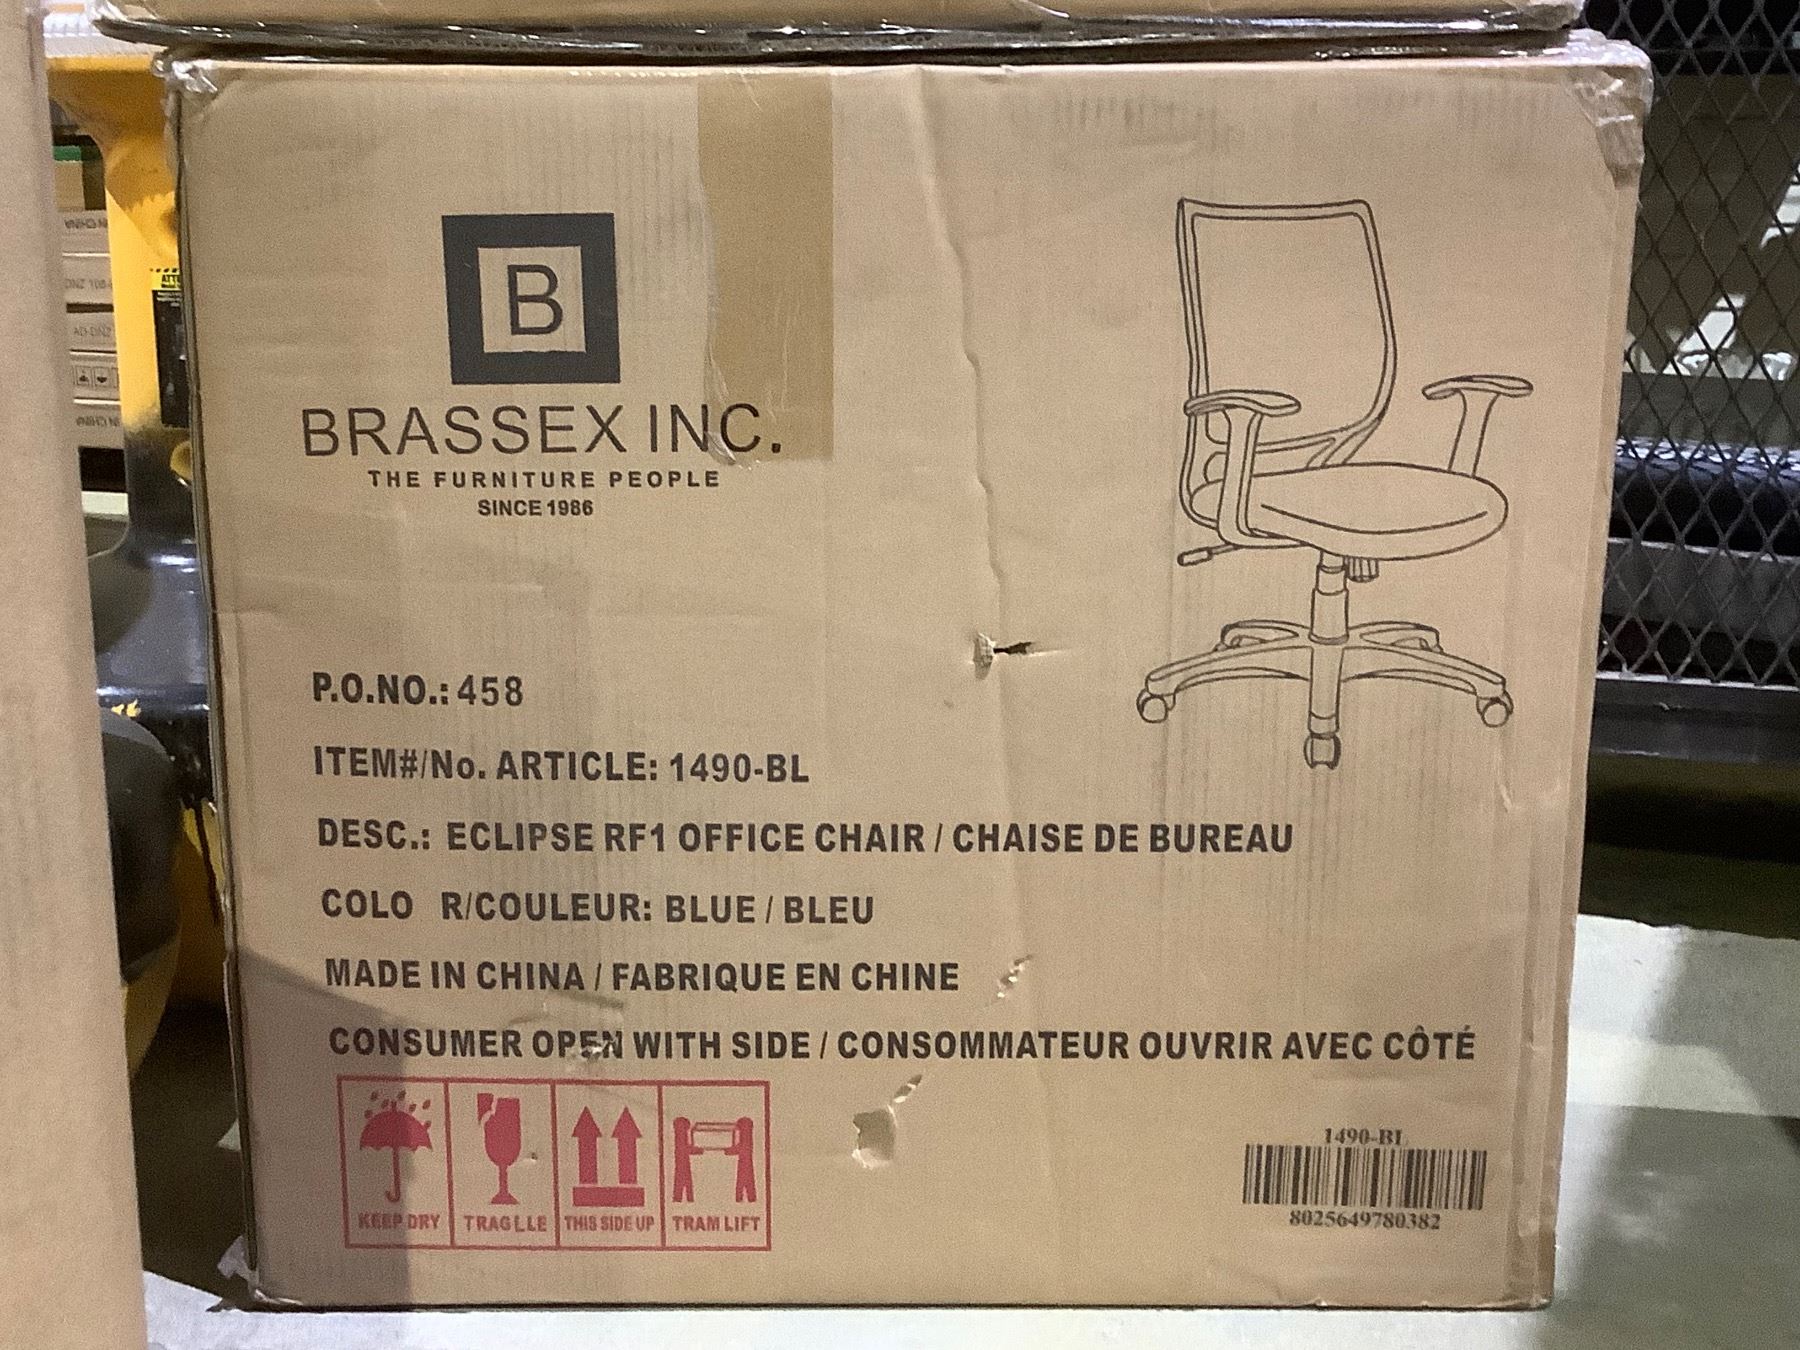 B
BRASSEX INC.
THE FURNITURE PEOPLE
SINCE 1986
P.O.NO.: 458
ITEM#/No. ARTICLE: 1490-BL
DESC.: ECLIPSE RF1 OFFICE CHAIR / CHAISE DE BUREAU
COLO R/COULEUR: BLUE / BLEU
MADE IN CHINA / FABRIQUE EN CHINE
CONSUMER OPEN WITH SIDE / CONSOMMATEUR OUVRIR AVEC CÔTÉ
KEEP DRY
TRAGLLE
THIS SIDE UP
TRAM LIFT
1490-BL
8025649780382